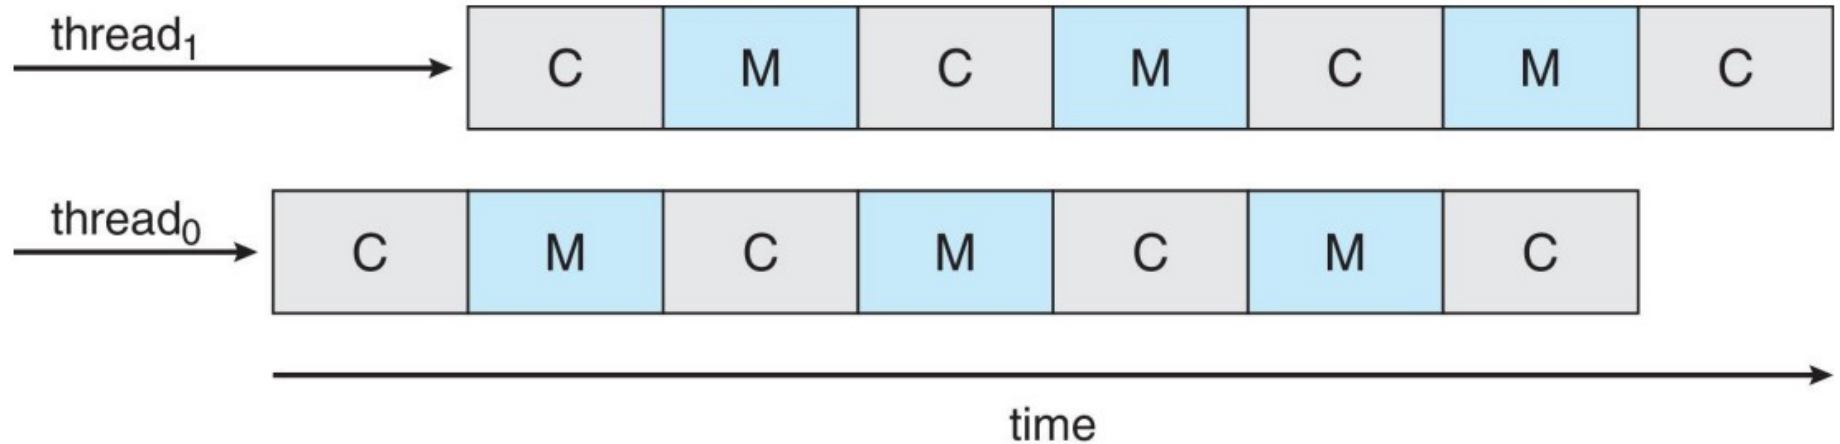 thread₁ C M C M C M C
thread₀ C M C M C M C
time